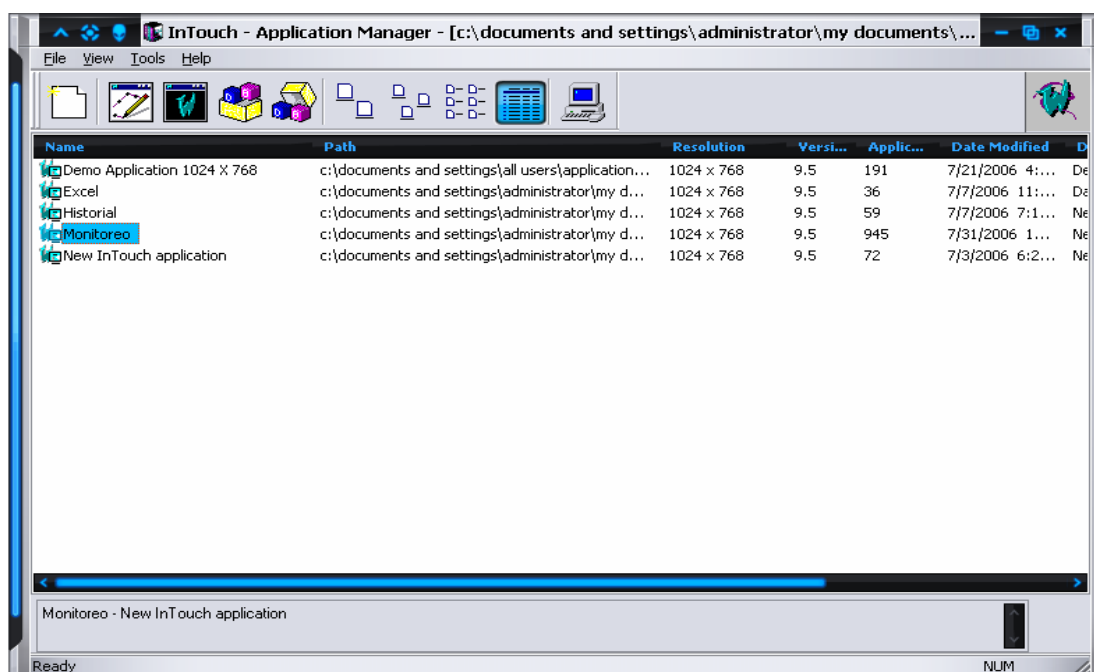 InTouch - Application Manager - [c:\documents and settings\administrator\my documents\...
File View Tools Help
Name Path Resolution Versi... Applic... Date Modified D
Demo Application 1024 X 768 c:\documents and settings\all users\application... 1024 x 768 9.5 191 7/21/2006 4:... De
Excel c:\documents and settings\administrator\my d... 1024 x 768 9.5 36 7/7/2006 11:... Da
Historial c:\documents and settings\administrator\my d... 1024 x 768 9.5 59 7/7/2006 7:1... Ne
Monitoreo c:\documents and settings\administrator\my d... 1024 x 768 9.5 945 7/31/2006 1... Ne
New InTouch application c:\documents and settings\administrator\my d... 1024 x 768 9.5 72 7/3/2006 6:2... Ne
Monitoreo - New InTouch application
Ready NUM